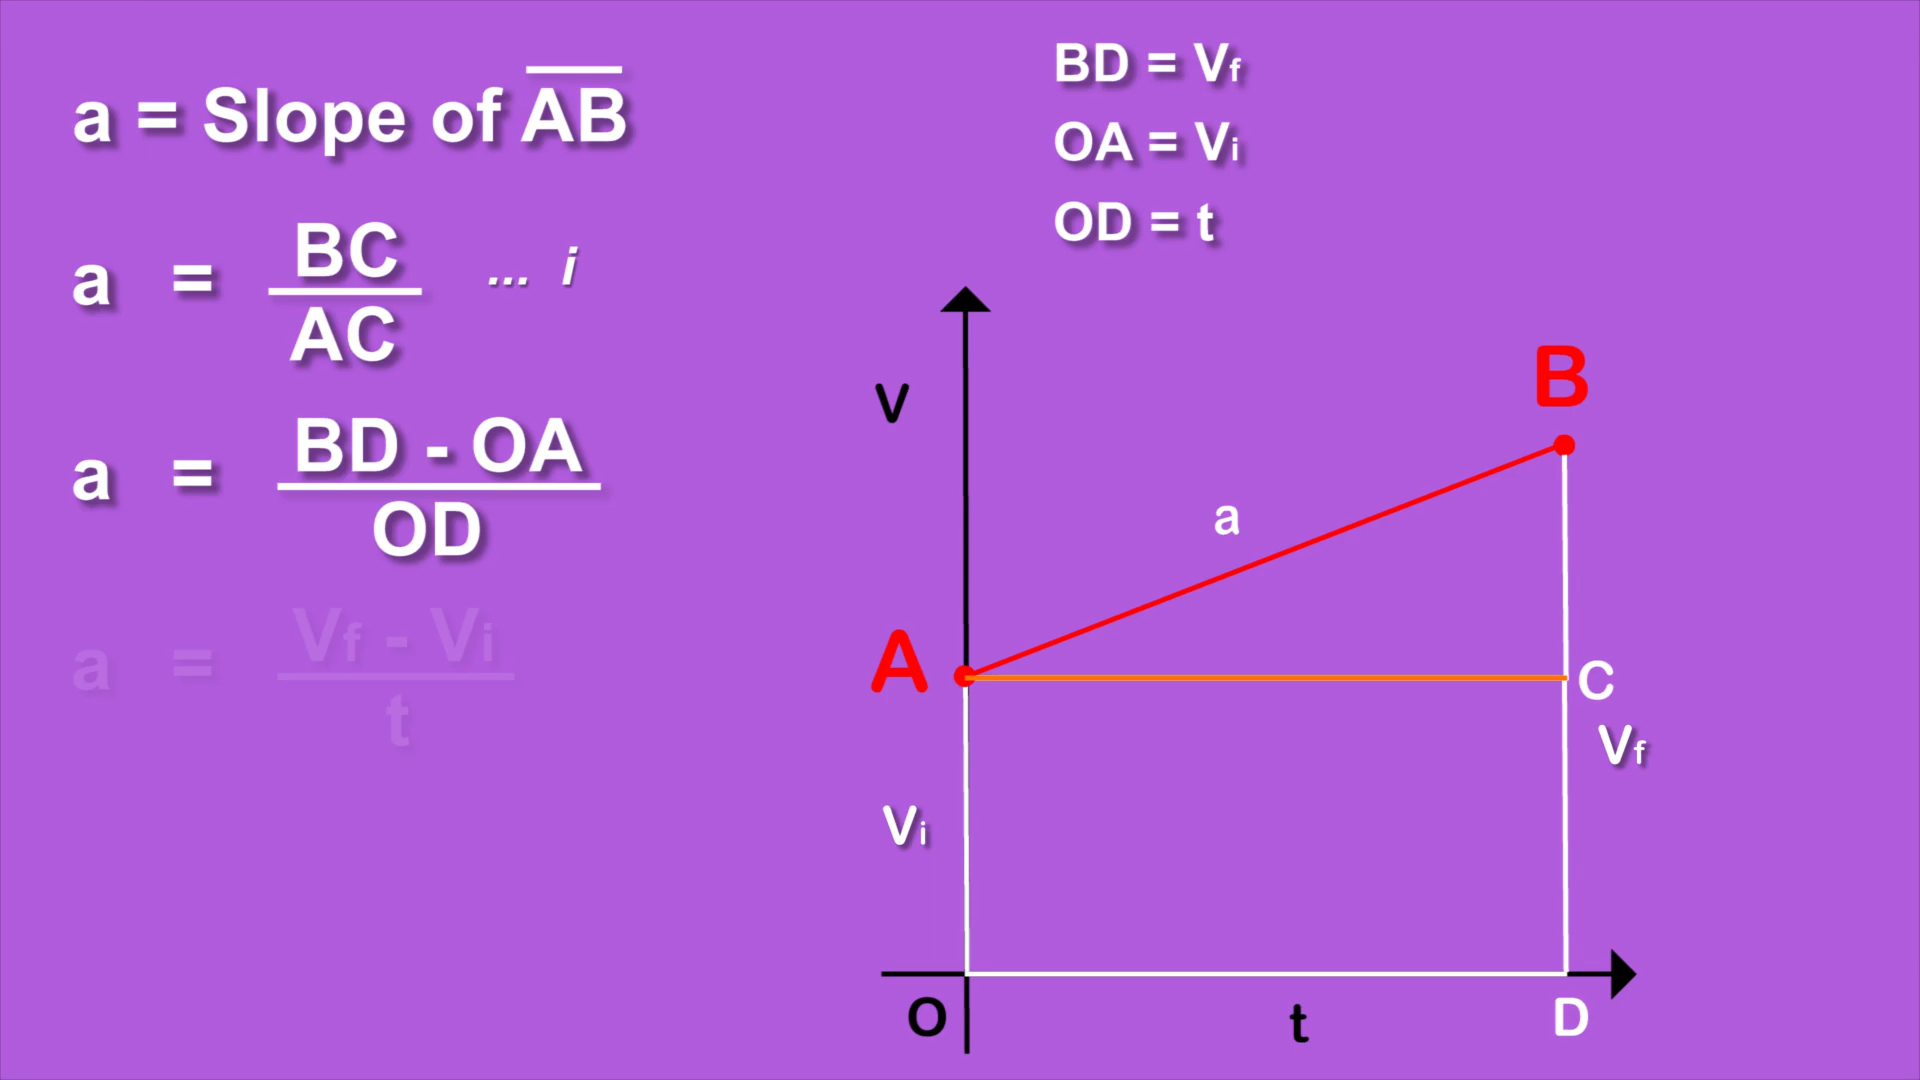 a = Slope of AB
a = BC / AC ... i
a = BD - OA / OD
a = Vf - Vi / t
BD = Vf
OA = Vi
OD = t
V
B
a
A
C
Vf
Vi
O
t
D